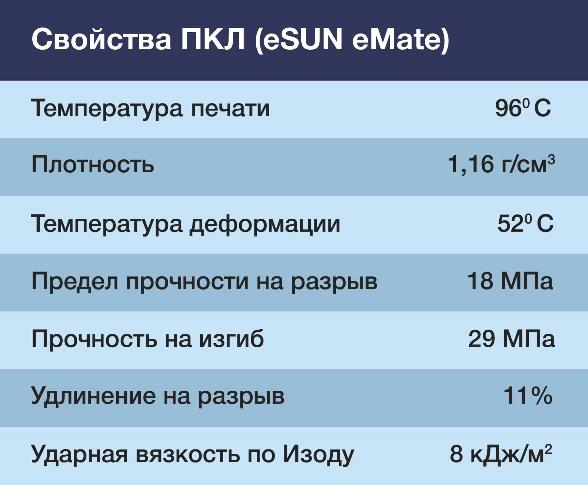 Свойства ПКЛ (eSUN eMate)
Температура печати 96⁰ C
Плотность 1,16 г/см³
Температура деформации 52⁰ C
Предел прочности на разрыв 18 МПа
Прочность на изгиб 29 МПа
Удлинение на разрыв 11%
Ударная вязкость по Изоду 8 кДж/м²